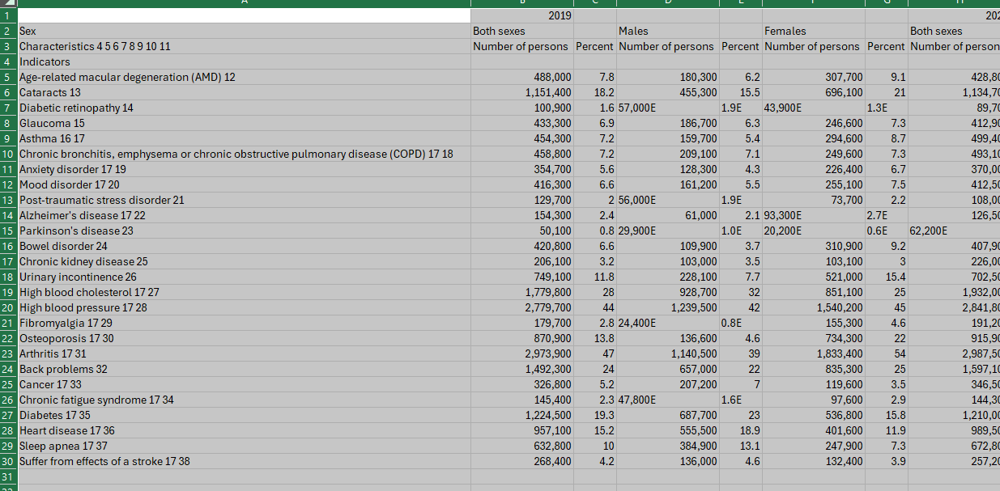 A B C D E F G H
1 2019 202
2 Sex Both sexes Males Females Both sexes
3 Characteristics 4 5 6 7 8 9 10 11 Number of persons Percent Number of persons Percent Number of persons Percent Number of person
4 Indicators
5 Age-related macular degeneration (AMD) 12 488,000 7.8 180,300 6.2 307,700 9.1 428,80
6 Cataracts 13 1,151,400 18.2 455,300 15.5 696,100 21 1,134,70
7 Diabetic retinopathy 14 100,900 1.6 57,000E 1.9E 43,900E 1.3E 89,70
8 Glaucoma 15 433,300 6.9 186,700 6.3 246,600 7.3 412,90
9 Asthma 16 17 454,300 7.2 159,700 5.4 294,600 8.7 499,40
10 Chronic bronchitis, emphysema or chronic obstructive pulmonary disease (COPD) 17 18 458,800 7.2 209,100 7.1 249,600 7.3 493,10
11 Anxiety disorder 17 19 354,700 5.6 128,300 4.3 226,400 6.7 370,00
12 Mood disorder 17 20 416,300 6.6 161,200 5.5 255,100 7.5 412,50
13 Post-traumatic stress disorder 21 129,700 2 56,000E 1.9E 73,700 2.2 108,00
14 Alzheimer's disease 17 22 154,300 2.4 61,000 2.1 93,300E 2.7E 126,50
15 Parkinson's disease 23 50,100 0.8 29,900E 1.0E 20,200E 0.6E 62,200E
16 Bowel disorder 24 420,800 6.6 109,900 3.7 310,900 9.2 407,90
17 Chronic kidney disease 25 206,100 3.2 103,000 3.5 103,100 3 226,00
18 Urinary incontinence 26 749,100 11.8 228,100 7.7 521,000 15.4 702,50
19 High blood cholesterol 17 27 1,779,800 28 928,700 32 851,100 25 1,932,00
20 High blood pressure 17 28 2,779,700 44 1,239,500 42 1,540,200 45 2,841,80
21 Fibromyalgia 17 29 179,700 2.8 24,400E 0.8E 155,300 4.6 191,20
22 Osteoporosis 17 30 870,900 13.8 136,600 4.6 734,300 22 915,90
23 Arthritis 17 31 2,973,900 47 1,140,500 39 1,833,400 54 2,987,50
24 Back problems 32 1,492,300 24 657,000 22 835,300 25 1,597,10
25 Cancer 17 33 326,800 5.2 207,200 7 119,600 3.5 346,50
26 Chronic fatigue syndrome 17 34 145,400 2.3 47,800E 1.6E 97,600 2.9 144,30
27 Diabetes 17 35 1,224,500 19.3 687,700 23 536,800 15.8 1,210,00
28 Heart disease 17 36 957,100 15.2 555,500 18.9 401,600 11.9 989,50
29 Sleep apnea 17 37 632,800 10 384,900 13.1 247,900 7.3 672,80
30 Suffer from effects of a stroke 17 38 268,400 4.2 136,000 4.6 132,400 3.9 257,20
31